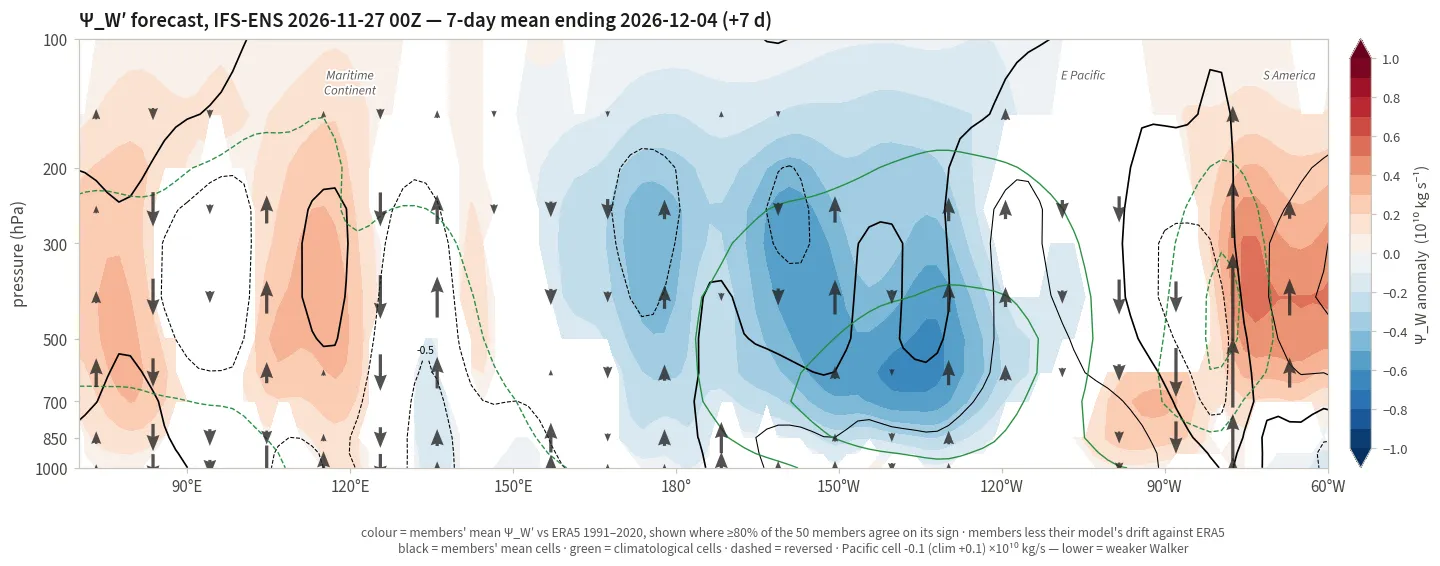 Ψ_W′ forecast, IFS-ENS 2026-11-27 00Z — 7-day mean ending 2026-12-04 (+7 d)
100
200
300
400
500
700
850
1000
pressure (hPa)
Maritime
Continent
E Pacific
S America
-0.5
90°E
120°E
150°E
180°
150°W
120°W
90°W
60°W
1.0
0.8
0.6
0.4
0.2
0.0
−0.2
−0.4
−0.6
−0.8
−1.0
Ψ_W anomaly (10¹⁰ kg s⁻¹)
colour = members' mean Ψ_W′ vs ERA5 1991–2020, shown where ≥80% of the 50 members agree on its sign · members less their model's drift against ERA5
black = members' mean cells · green = climatological cells · dashed = reversed · Pacific cell -0.1 (clim +0.1) ×10¹⁰ kg/s — lower = weaker Walker